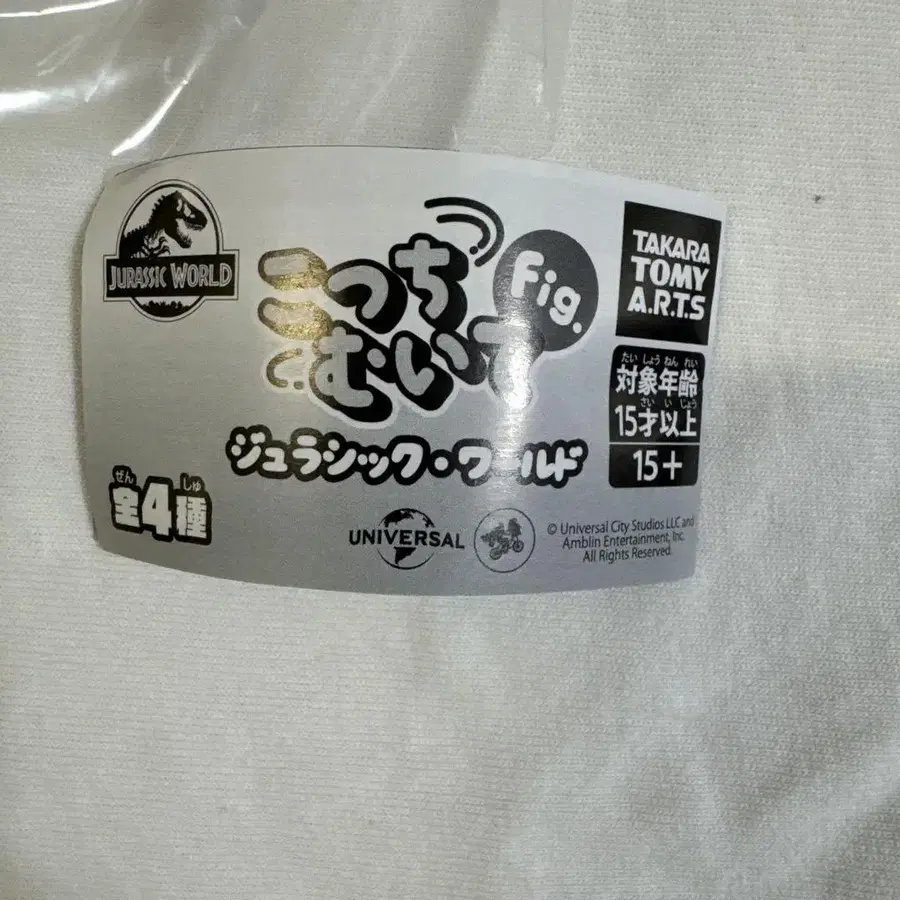 JURASSIC WORLD
こっち
むいて
Fig.
ジュラシック・ワールド
ぜん しゅ
全4種
TAKARA
TOMY
A.R.T.S
たい しょう ねん れい
対象年齢
さい い じょう
15才以上
15+
UNIVERSAL
© Universal City Studios LLC and
Amblin Entertainment, Inc.
All Rights Reserved.